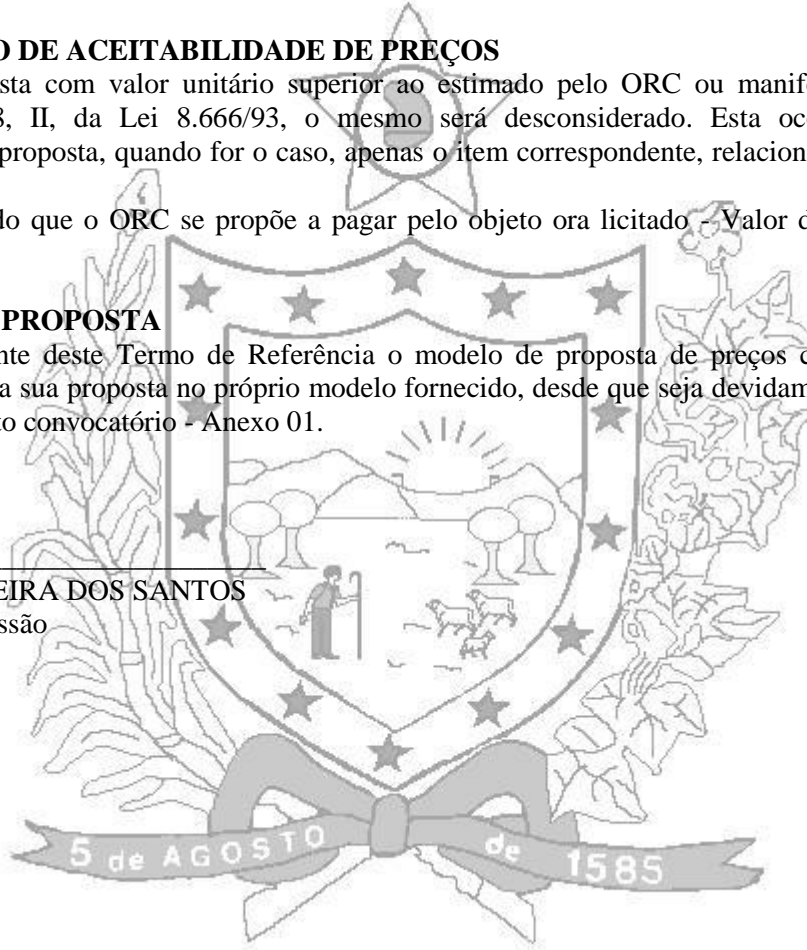 O DE ACEITABILIDADE DE PREÇOS
sta com valor unitário superior ao estimado pelo ORC ou manif
8, II, da Lei 8.666/93, o mesmo será desconsiderado. Esta oc
proposta, quando for o caso, apenas o item correspondente, relacion
do que o ORC se propõe a pagar pelo objeto ora licitado - Valor d
PROPOSTA
nte deste Termo de Referência o modelo de proposta de preços c
a sua proposta no próprio modelo fornecido, desde que seja devidam
to convocatório - Anexo 01.
EIRA DOS SANTOS
ssão
5 de AGOSTO de 1585